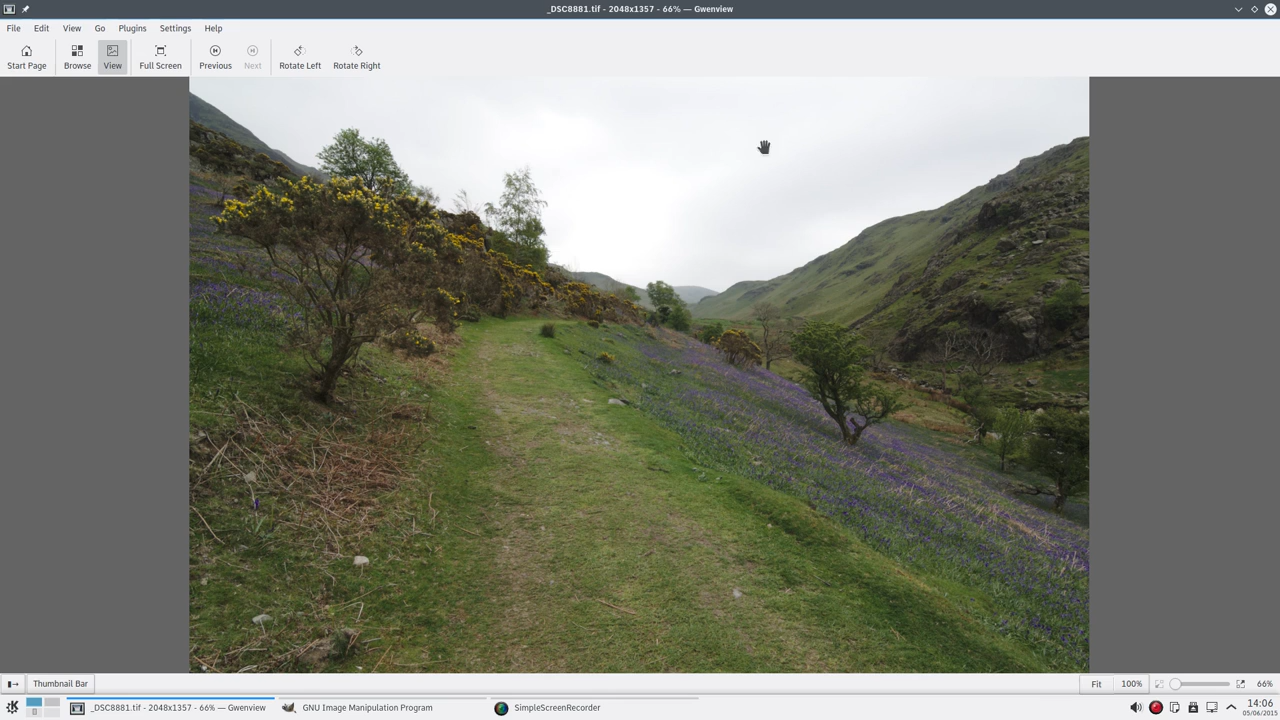 _DSC8881.tif - 2048x1357 - 66% — Gwenview
File Edit View Go Plugins Settings Help
Start Page Browse View Full Screen Previous Next Rotate Left Rotate Right
Thumbnail Bar Fit 100% 66%
_DSC8881.tif - 2048x1357 - 66% — Gwenview GNU Image Manipulation Program SimpleScreenRecorder 14:06
05/06/2015